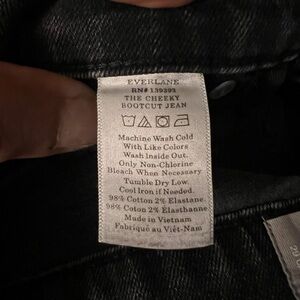 EVERLANE
RN# 139393
THE CHEEKY
BOOTCUT JEAN
Machine Wash Cold
With Like Colors
Wash Inside Out.
Only Non-Chlorine
Bleach When Necessary
Tumble Dry Low.
Cool Iron if Needed.
98% Cotton 2% Elastane
98% Coton 2% Élasthanne
Made in Vietnam
Fabriqué au Viêt-Nam